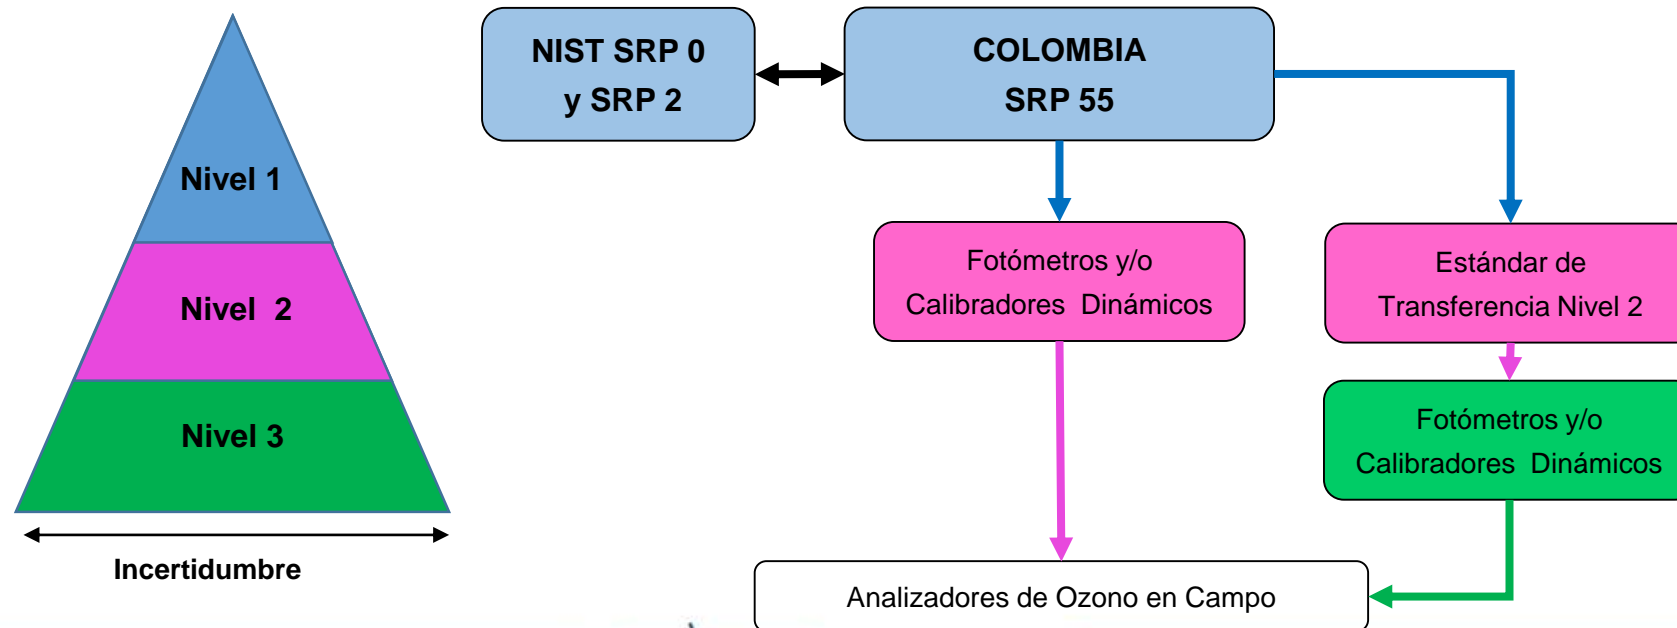 Nivel 1
Nivel 2
Nivel 3
Incertidumbre
NIST SRP 0
y SRP 2
COLOMBIA
SRP 55
Fotómetros y/o
Calibradores Dinámicos
Estándar de
Transferencia Nivel 2
Fotómetros y/o
Calibradores Dinámicos
Analizadores de Ozono en Campo